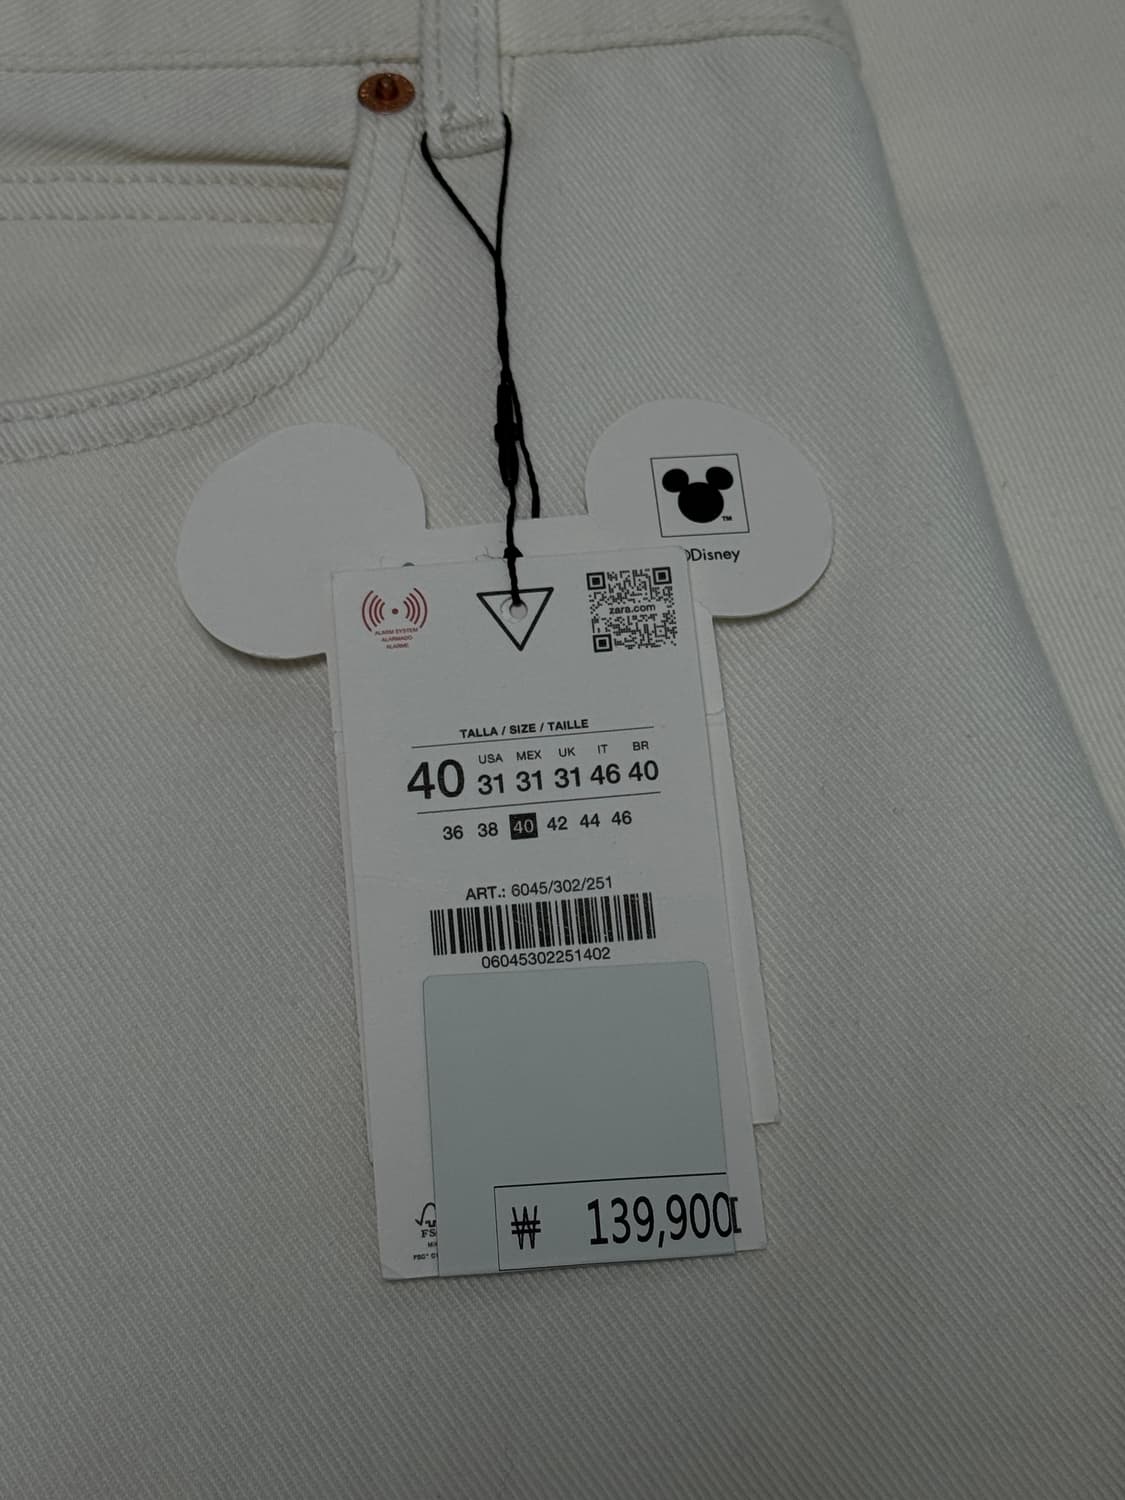 TM
©Disney
ALARM SYSTEM
ALARMADO
ALARME
zara.com
TALLA / SIZE / TAILLE
USA MEX UK IT BR
40 31 31 31 46 40
36 38 40 42 44 46
ART.: 6045/302/251
06045302251402
₩ 139,900